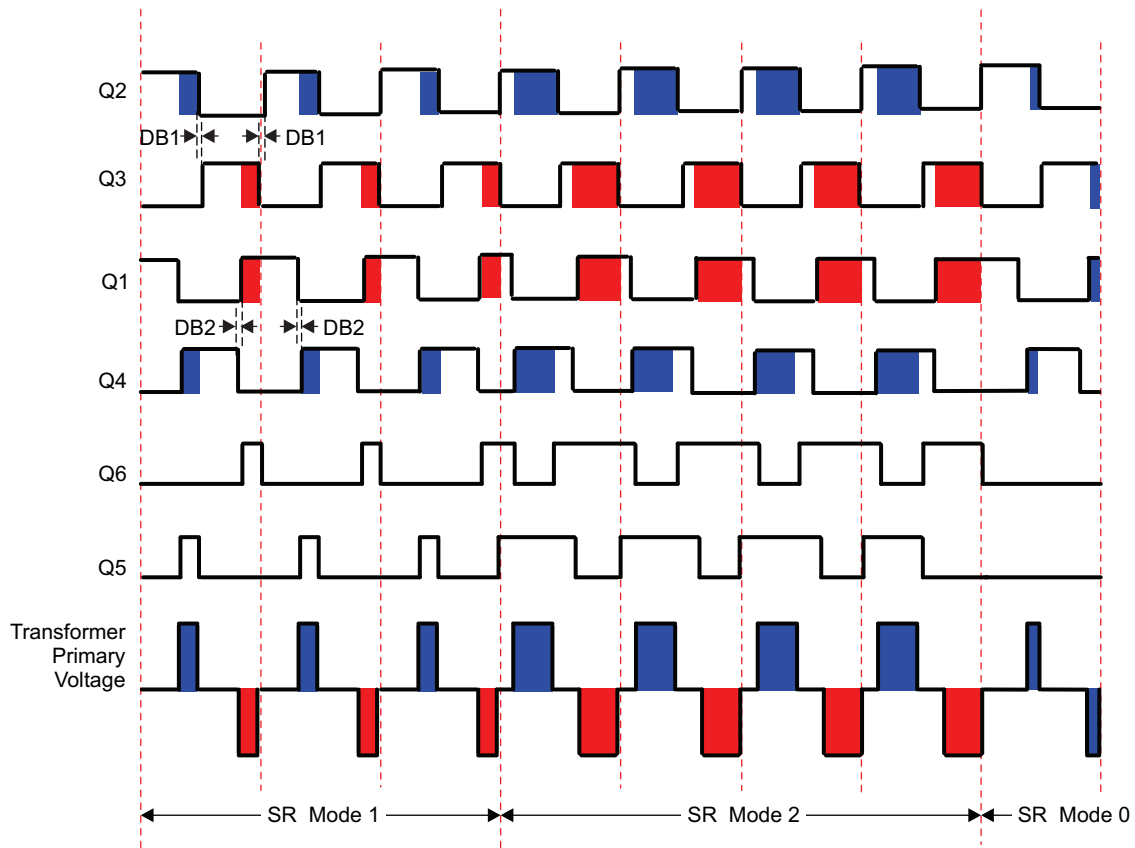 Q2
DB1
DB1
Q3
Q1
DB2
DB2
Q4
Q6
Q5
Transformer
Primary
Voltage
SR Mode 1
SR Mode 2
SR Mode 0